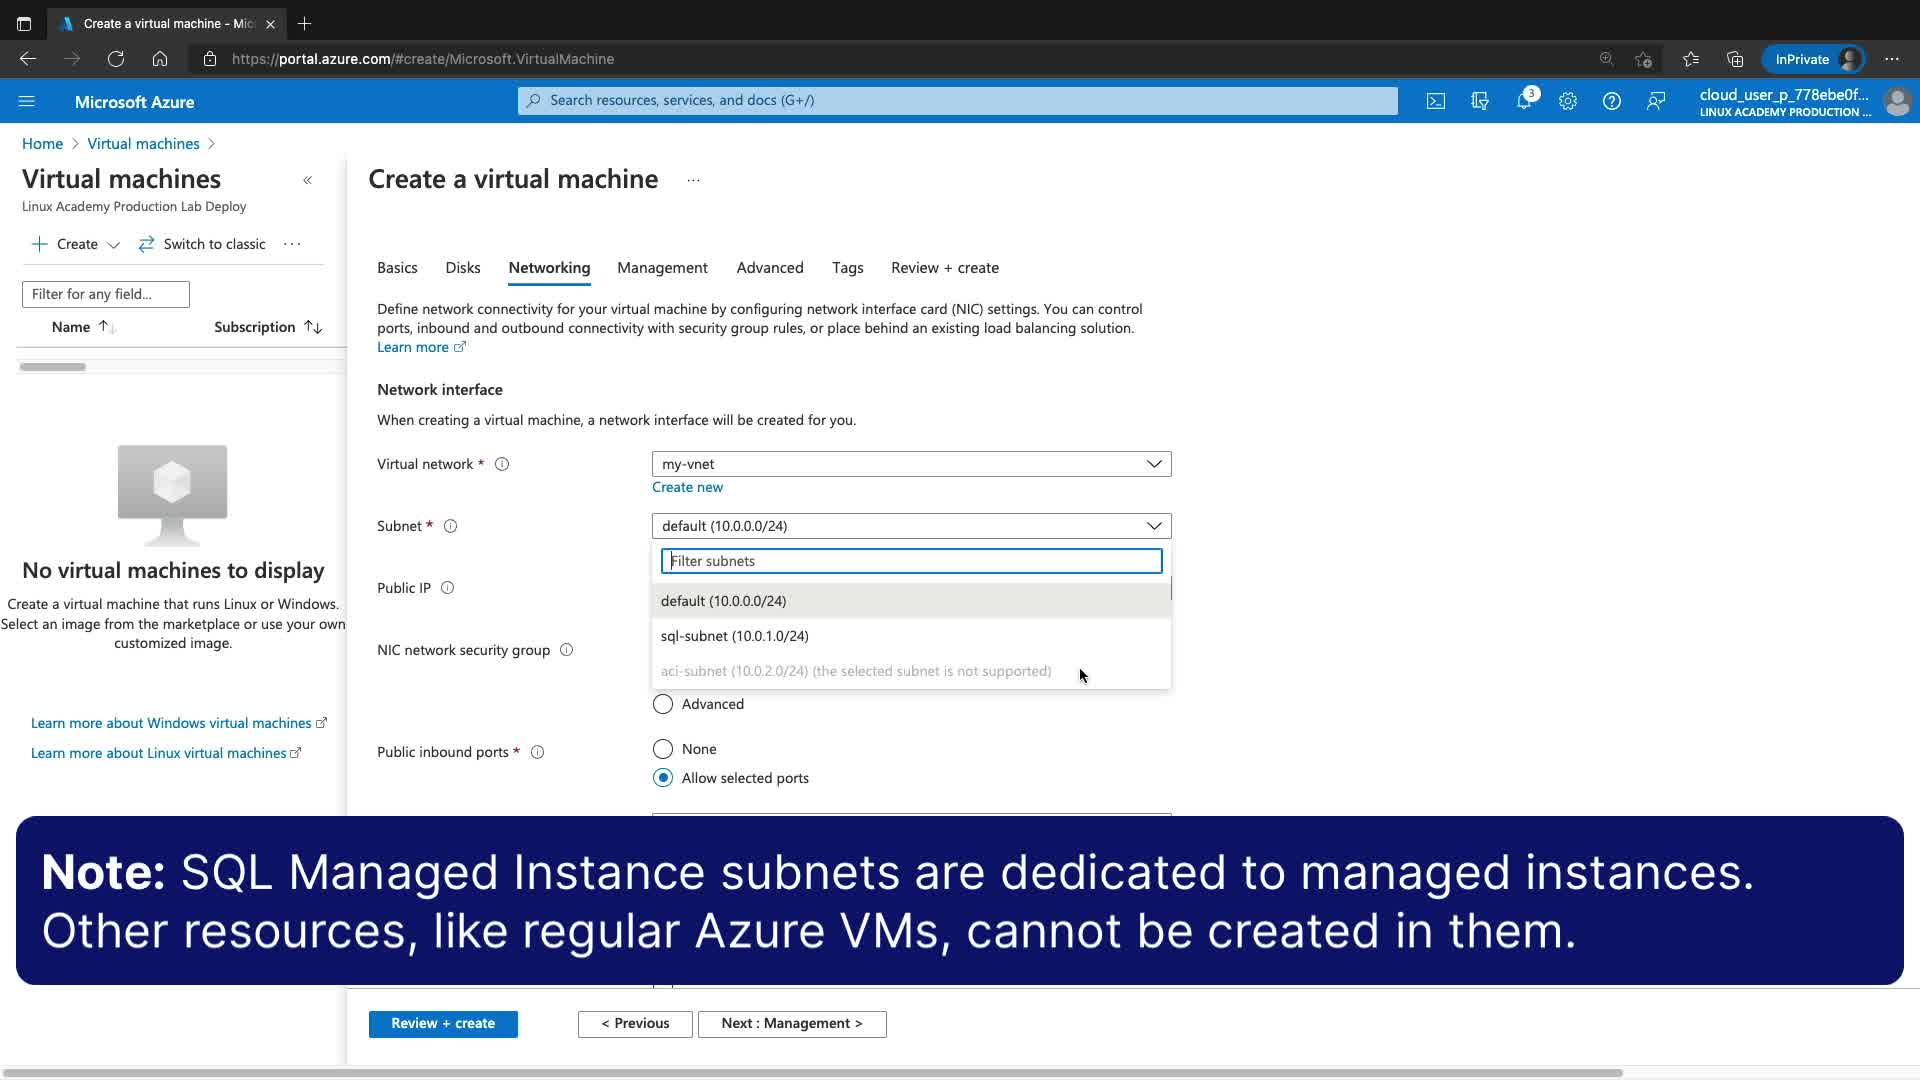 Create a virtual machine - Mic
https://portal.azure.com/#create/Microsoft.VirtualMachine
InPrivate
Microsoft Azure
Search resources, services, and docs (G+/)
3
cloud_user_p_778ebe0f...
LINUX ACADEMY PRODUCTION ...
Home > Virtual machines >
Virtual machines
Linux Academy Production Lab Deploy
Create
Switch to classic
Filter for any field...
Name
Subscription
No virtual machines to display
Create a virtual machine that runs Linux or Windows.
Select an image from the marketplace or use your own
customized image.
Learn more about Windows virtual machines
Learn more about Linux virtual machines
Create a virtual machine
Basics
Disks
Networking
Management
Advanced
Tags
Review + create
Define network connectivity for your virtual machine by configuring network interface card (NIC) settings. You can control
ports, inbound and outbound connectivity with security group rules, or place behind an existing load balancing solution.
Learn more
Network interface
When creating a virtual machine, a network interface will be created for you.
Virtual network *
my-vnet
Create new
Subnet *
default (10.0.0.0/24)
Filter subnets
default (10.0.0.0/24)
sql-subnet (10.0.1.0/24)
aci-subnet (10.0.2.0/24) (the selected subnet is not supported)
Public IP
NIC network security group
Advanced
Public inbound ports *
None
Allow selected ports
Note: SQL Managed Instance subnets are dedicated to managed instances.
Other resources, like regular Azure VMs, cannot be created in them.
Review + create
< Previous
Next : Management >